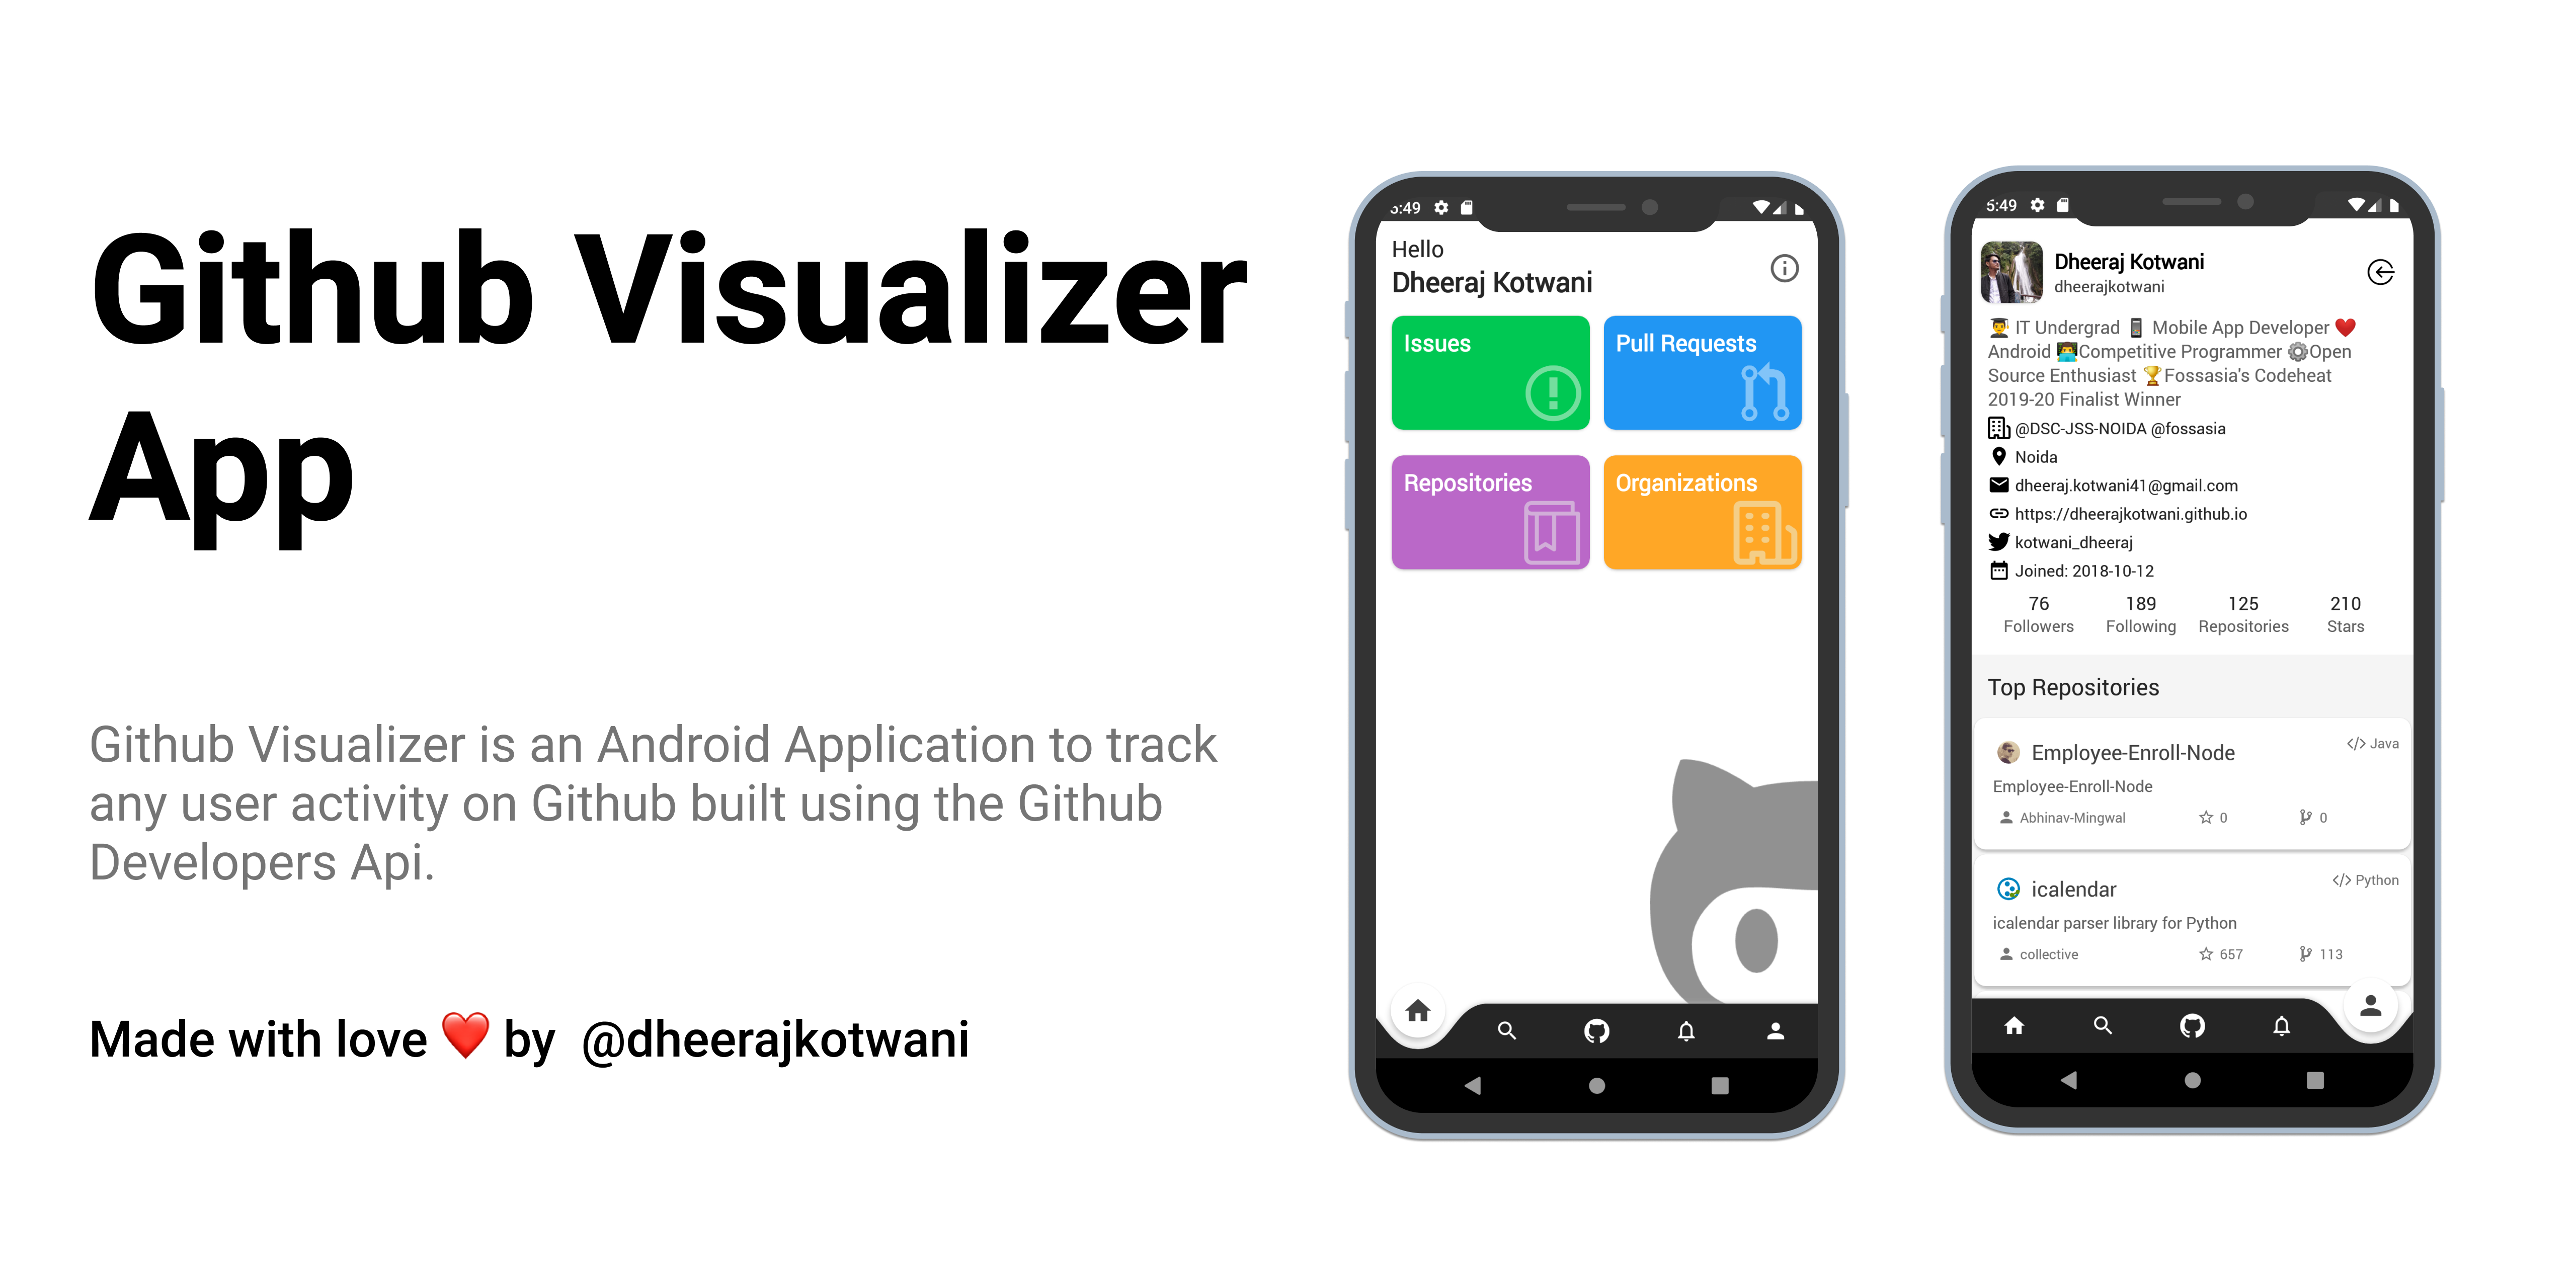 Github Visualizer
App
Github Visualizer is an Android Application to track
any user activity on Github built using the Github
Developers Api.
Made with love ❤️ by @dheerajkotwani
5:49
Hello
Dheeraj Kotwani
Issues
Pull Requests
Repositories
Organizations
5:49
Dheeraj Kotwani
dheerajkotwani
👨‍🎓 IT Undergrad 📱 Mobile App Developer ❤️
Android 👨‍💻Competitive Programmer ⚙️Open
Source Enthusiast 🏆Fossasia's Codeheat
2019-20 Finalist Winner
@DSC-JSS-NOIDA @fossasia
Noida
dheeraj.kotwani41@gmail.com
https://dheerajkotwani.github.io
kotwani_dheeraj
Joined: 2018-10-12
76 189 125 210
Followers Following Repositories Stars
Top Repositories
Employee-Enroll-Node </> Java
Employee-Enroll-Node
Abhinav-Mingwal 0 0
icalendar </> Python
icalendar parser library for Python
collective 657 113